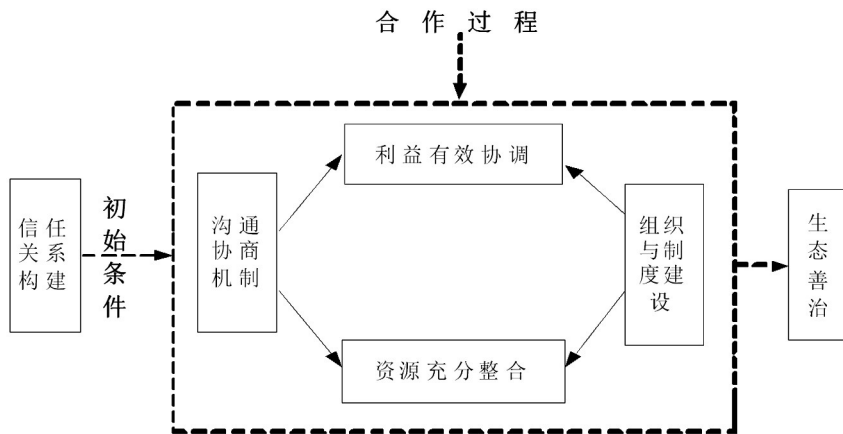 合作过程
利益有效协调
信任
关系
构建
初始条件
沟通
协商
机制
组织
与制
度建
设
生态善治
资源充分整合